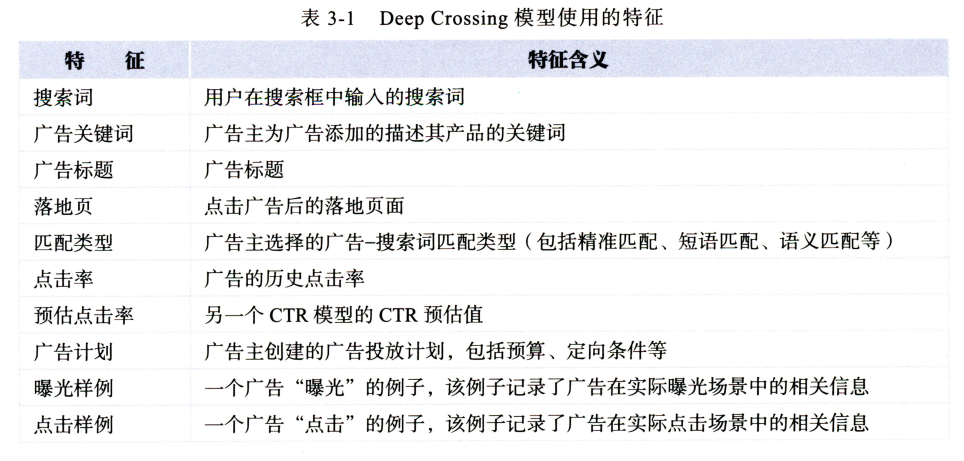 表 3-1 Deep Crossing 模型使用的特征
特 征 特征含义
搜索词 用户在搜索框中输入的搜索词
广告关键词 广告主为广告添加的描述其产品的关键词
广告标题 广告标题
落地页 点击广告后的落地页面
匹配类型 广告主选择的广告–搜索词匹配类型（包括精准匹配、短语匹配、语义匹配等）
点击率 广告的历史点击率
预估点击率 另一个 CTR 模型的 CTR 预估值
广告计划 广告主创建的广告投放计划，包括预算、定向条件等
曝光样例 一个广告“曝光”的例子，该例子记录了广告在实际曝光场景中的相关信息
点击样例 一个广告“点击”的例子，该例子记录了广告在实际点击场景中的相关信息